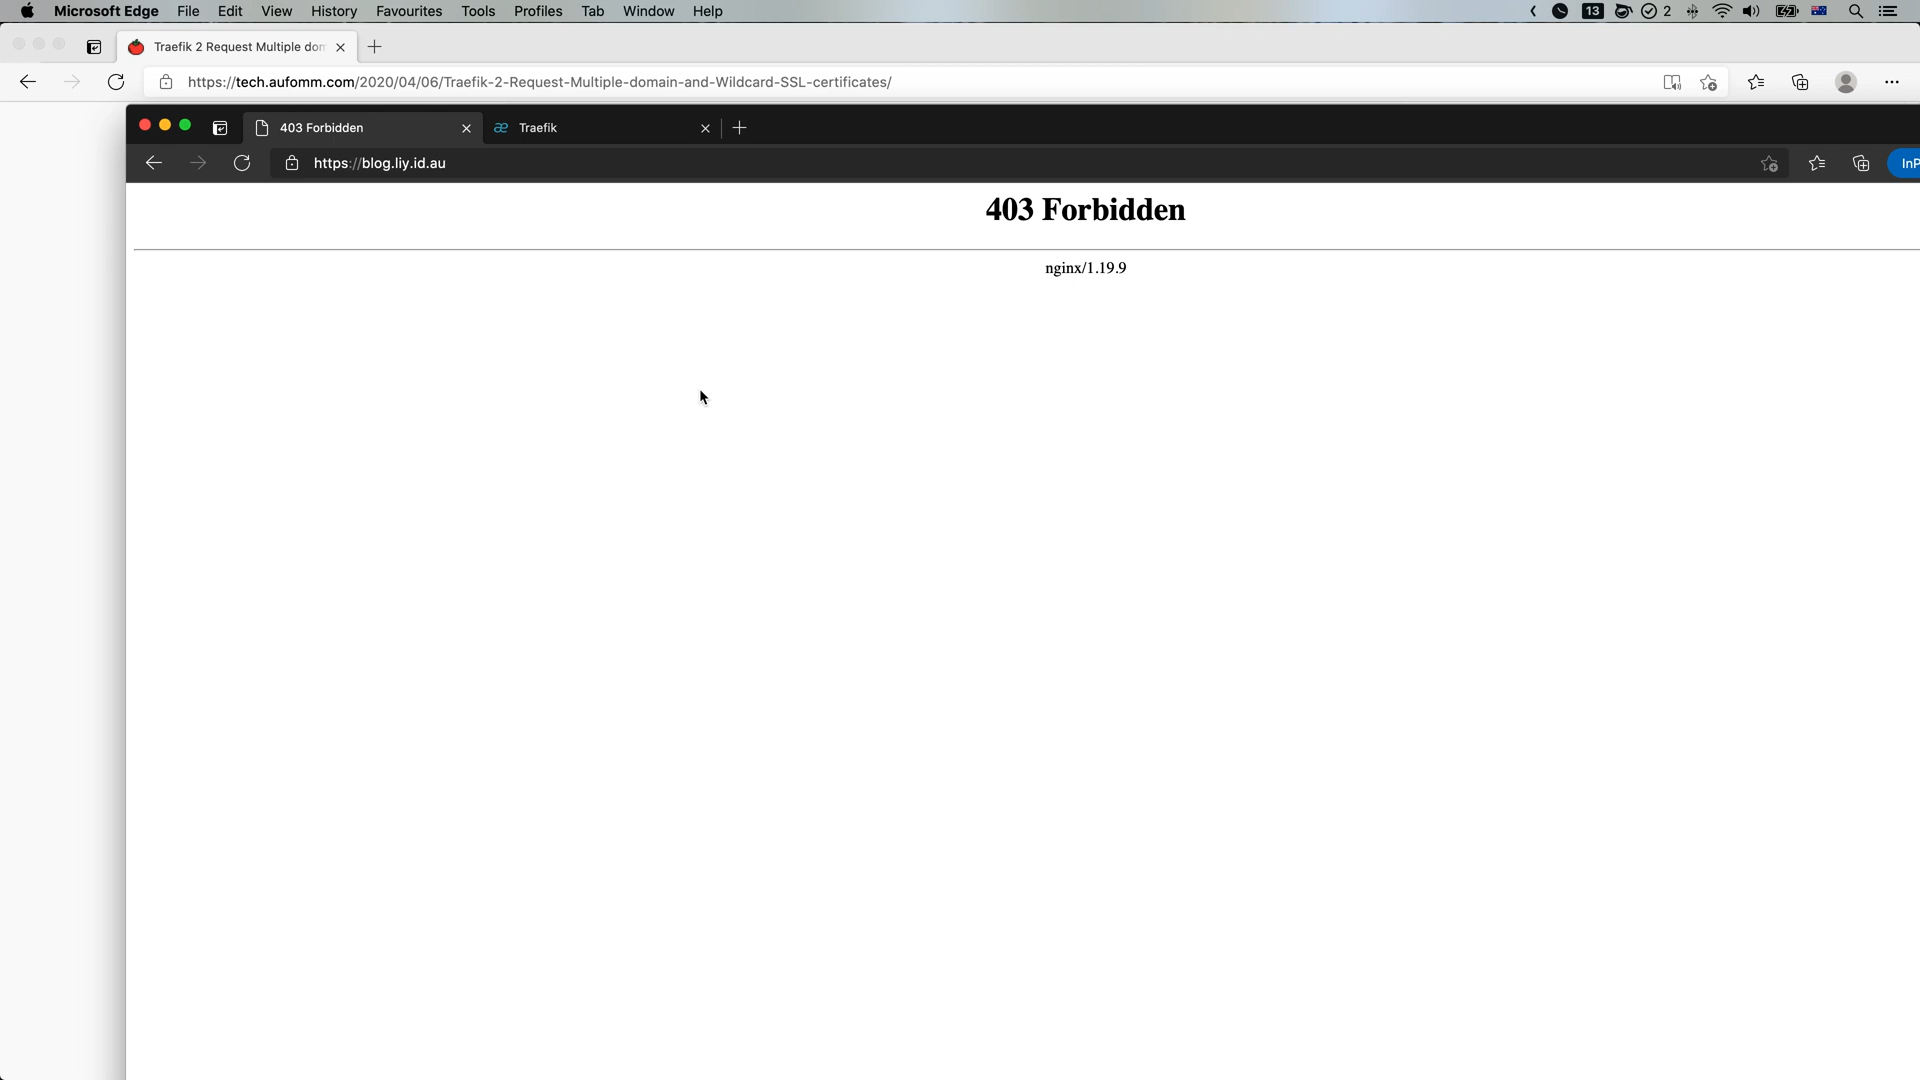 Microsoft Edge File Edit View History Favourites Tools Profiles Tab Window Help 13 2
Traefik 2 Request Multiple dom
https://tech.aufomm.com/2020/04/06/Traefik-2-Request-Multiple-domain-and-Wildcard-SSL-certificates/
403 Forbidden Traefik
https://blog.liy.id.au InP
403 Forbidden
nginx/1.19.9